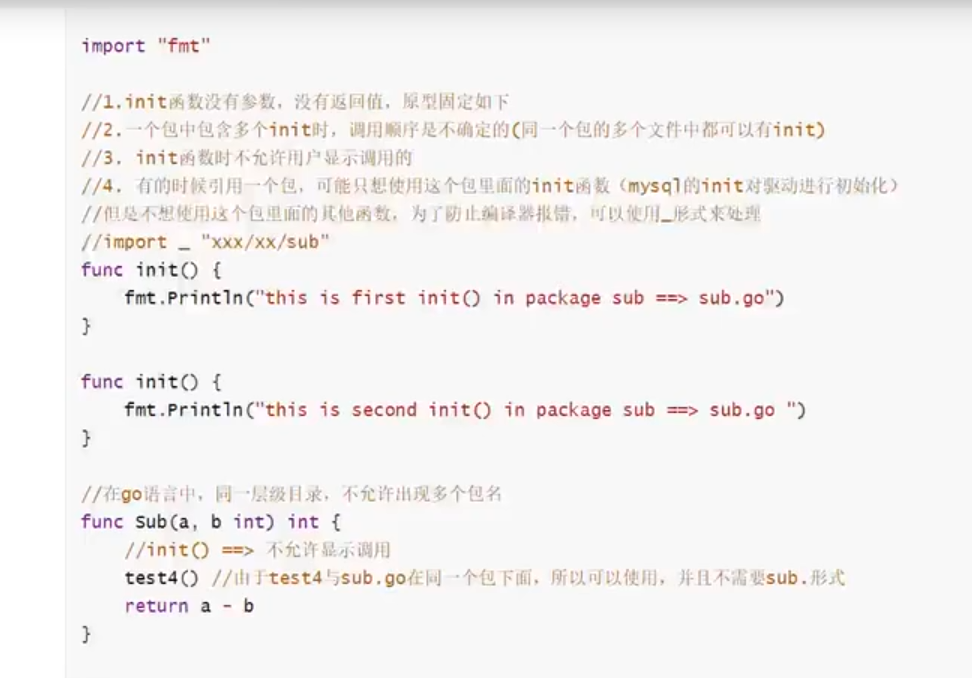 import "fmt"
//1.init函数没有参数，没有返回值，原型固定如下
//2.一个包中包含多个init时，调用顺序是不确定的(同一个包的多个文件中都可以有init)
//3. init函数时不允许用户显示调用的
//4. 有的时候引用一个包，可能只想使用这个包里面的init函数（mysql的init对驱动进行初始化）
//但是不想使用这个包里面的其他函数，为了防止编译器报错，可以使用_形式来处理
//import _ "xxx/xx/sub"
func init() {
    fmt.Println("this is first init() in package sub ==> sub.go")
}
func init() {
    fmt.Println("this is second init() in package sub ==> sub.go ")
}
//在go语言中，同一层级目录，不允许出现多个包名
func Sub(a, b int) int {
    //init() ==> 不允许显示调用
    test4() //由于test4与sub.go在同一个包下面，所以可以使用，并且不需要sub.形式
    return a - b
}